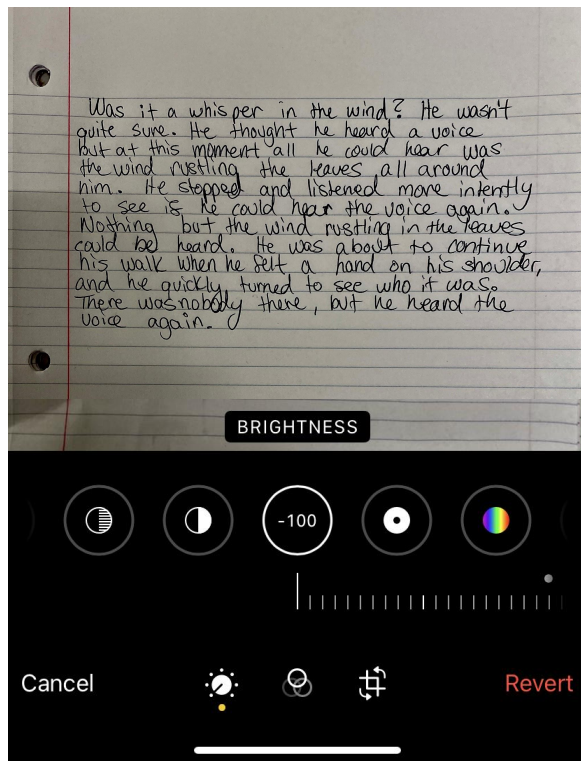 Was it a whisper in the wind? He wasn't
quite sure. He thought he heard a voice
but at this moment all he could hear was
the wind rustling the leaves all around
him. He stopped and listened more intently
to see if he could hear the voice again.
Nothing but the wind rustling in the leaves
could be heard. He was about to continue
his walk when he felt a hand on his shoulder,
and he quickly turned to see who it was.
There was nobody there, but he heard the
voice again.
BRIGHTNESS
-100
Cancel
Revert